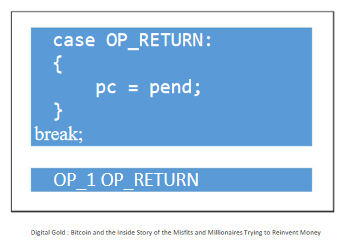 case OP_RETURN:
{
pc = pend;
}
break;
OP_1 OP_RETURN
Digital Gold : Bitcoin and the Inside Story of the Misfits and Millionaires Trying to Reinvent Money